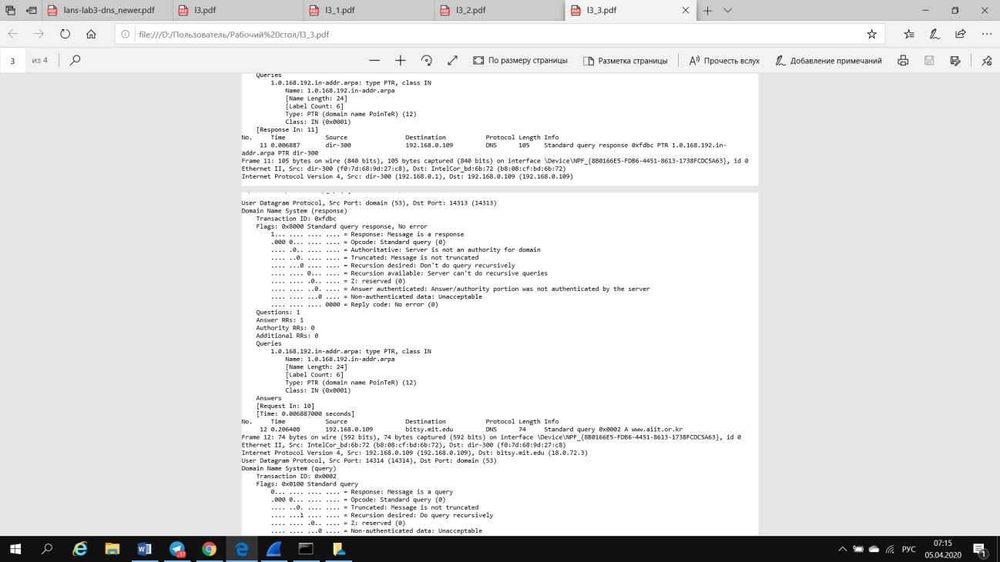 lans-lab3-dns_newer.pdf
l3.pdf
l3_1.pdf
l3_2.pdf
l3_3.pdf
file:///D:/Пользователь/Рабочий%20стол/l3_3.pdf
3 из 4 По размеру страницы Разметка страницы Прочесть вслух Добавление примечаний
Queries
1.0.168.192.in-addr.arpa: type PTR, class IN
Name: 1.0.168.192.in-addr.arpa
[Name Length: 24]
[Label Count: 6]
Type: PTR (domain name PoinTeR) (12)
Class: IN (0x0001)
[Response In: 11]
No. Time Source Destination Protocol Length Info
11 0.006887 dir-300 192.168.0.109 DNS 105 Standard query response 0xfdbc PTR 1.0.168.192.in-
addr.arpa PTR dir-300
Frame 11: 105 bytes on wire (840 bits), 105 bytes captured (840 bits) on interface \Device\NPF_{8B0166E5-FDB6-4451-8613-1738FCDC5A63}, id 0
Ethernet II, Src: dir-300 (f0:7d:68:9d:27:c8), Dst: IntelCor_bd:6b:72 (b8:08:cf:bd:6b:72)
Internet Protocol Version 4, Src: dir-300 (192.168.0.1), Dst: 192.168.0.109 (192.168.0.109)
User Datagram Protocol, Src Port: domain (53), Dst Port: 14313 (14313)
Domain Name System (response)
Transaction ID: 0xfdbc
Flags: 0x8000 Standard query response, No error
1... .... .... .... = Response: Message is a response
.000 0... .... .... = Opcode: Standard query (0)
.... .0.. .... .... = Authoritative: Server is not an authority for domain
.... ..0. .... .... = Truncated: Message is not truncated
.... ...0 .... .... = Recursion desired: Don't do query recursively
.... .... 0... .... = Recursion available: Server can't do recursive queries
.... .... .0.. .... = Z: reserved (0)
.... .... ..0. .... = Answer authenticated: Answer/authority portion was not authenticated by the server
.... .... ...0 .... = Non-authenticated data: Unacceptable
.... .... .... 0000 = Reply code: No error (0)
Questions: 1
Answer RRs: 1
Authority RRs: 0
Additional RRs: 0
Queries
1.0.168.192.in-addr.arpa: type PTR, class IN
Name: 1.0.168.192.in-addr.arpa
[Name Length: 24]
[Label Count: 6]
Type: PTR (domain name PoinTeR) (12)
Class: IN (0x0001)
Answers
[Request In: 10]
[Time: 0.006887000 seconds]
No. Time Source Destination Protocol Length Info
12 0.206408 192.168.0.109 bitsy.mit.edu DNS 74 Standard query 0x0002 A www.aiit.or.kr
Frame 12: 74 bytes on wire (592 bits), 74 bytes captured (592 bits) on interface \Device\NPF_{8B0166E5-FDB6-4451-8613-1738FCDC5A63}, id 0
Ethernet II, Src: IntelCor_bd:6b:72 (b8:08:cf:bd:6b:72), Dst: dir-300 (f0:7d:68:9d:27:c8)
Internet Protocol Version 4, Src: 192.168.0.109 (192.168.0.109), Dst: bitsy.mit.edu (18.0.72.3)
User Datagram Protocol, Src Port: 14314 (14314), Dst Port: domain (53)
Domain Name System (query)
Transaction ID: 0x0002
Flags: 0x0100 Standard query
0... .... .... .... = Response: Message is a query
.000 0... .... .... = Opcode: Standard query (0)
.... ..0. .... .... = Truncated: Message is not truncated
.... ...1 .... .... = Recursion desired: Do query recursively
.... .... .0.. .... = Z: reserved (0)
.... .... ...0 .... = Non-authenticated data: Unacceptable
97
РУС
07:15
05.04.2020
1